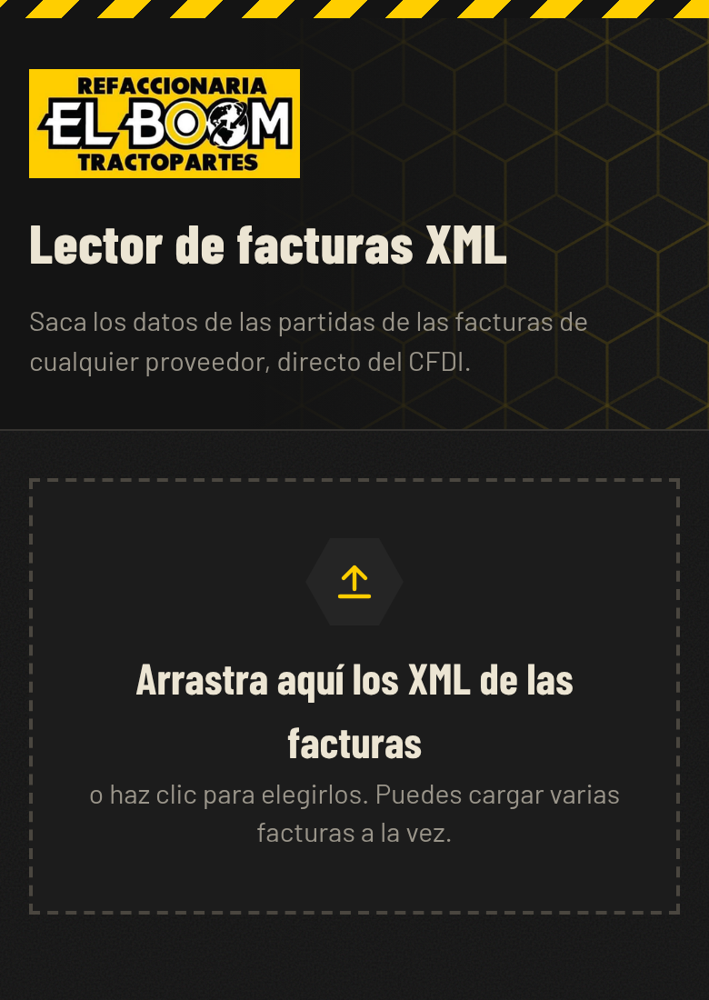 REFACCIONARIA
EL BOOM
TRACTOPARTES
Lector de facturas XML
Saca los datos de las partidas de las facturas de
cualquier proveedor, directo del CFDI.
Arrastra aquí los XML de las
facturas
o haz clic para elegirlos. Puedes cargar varias
facturas a la vez.